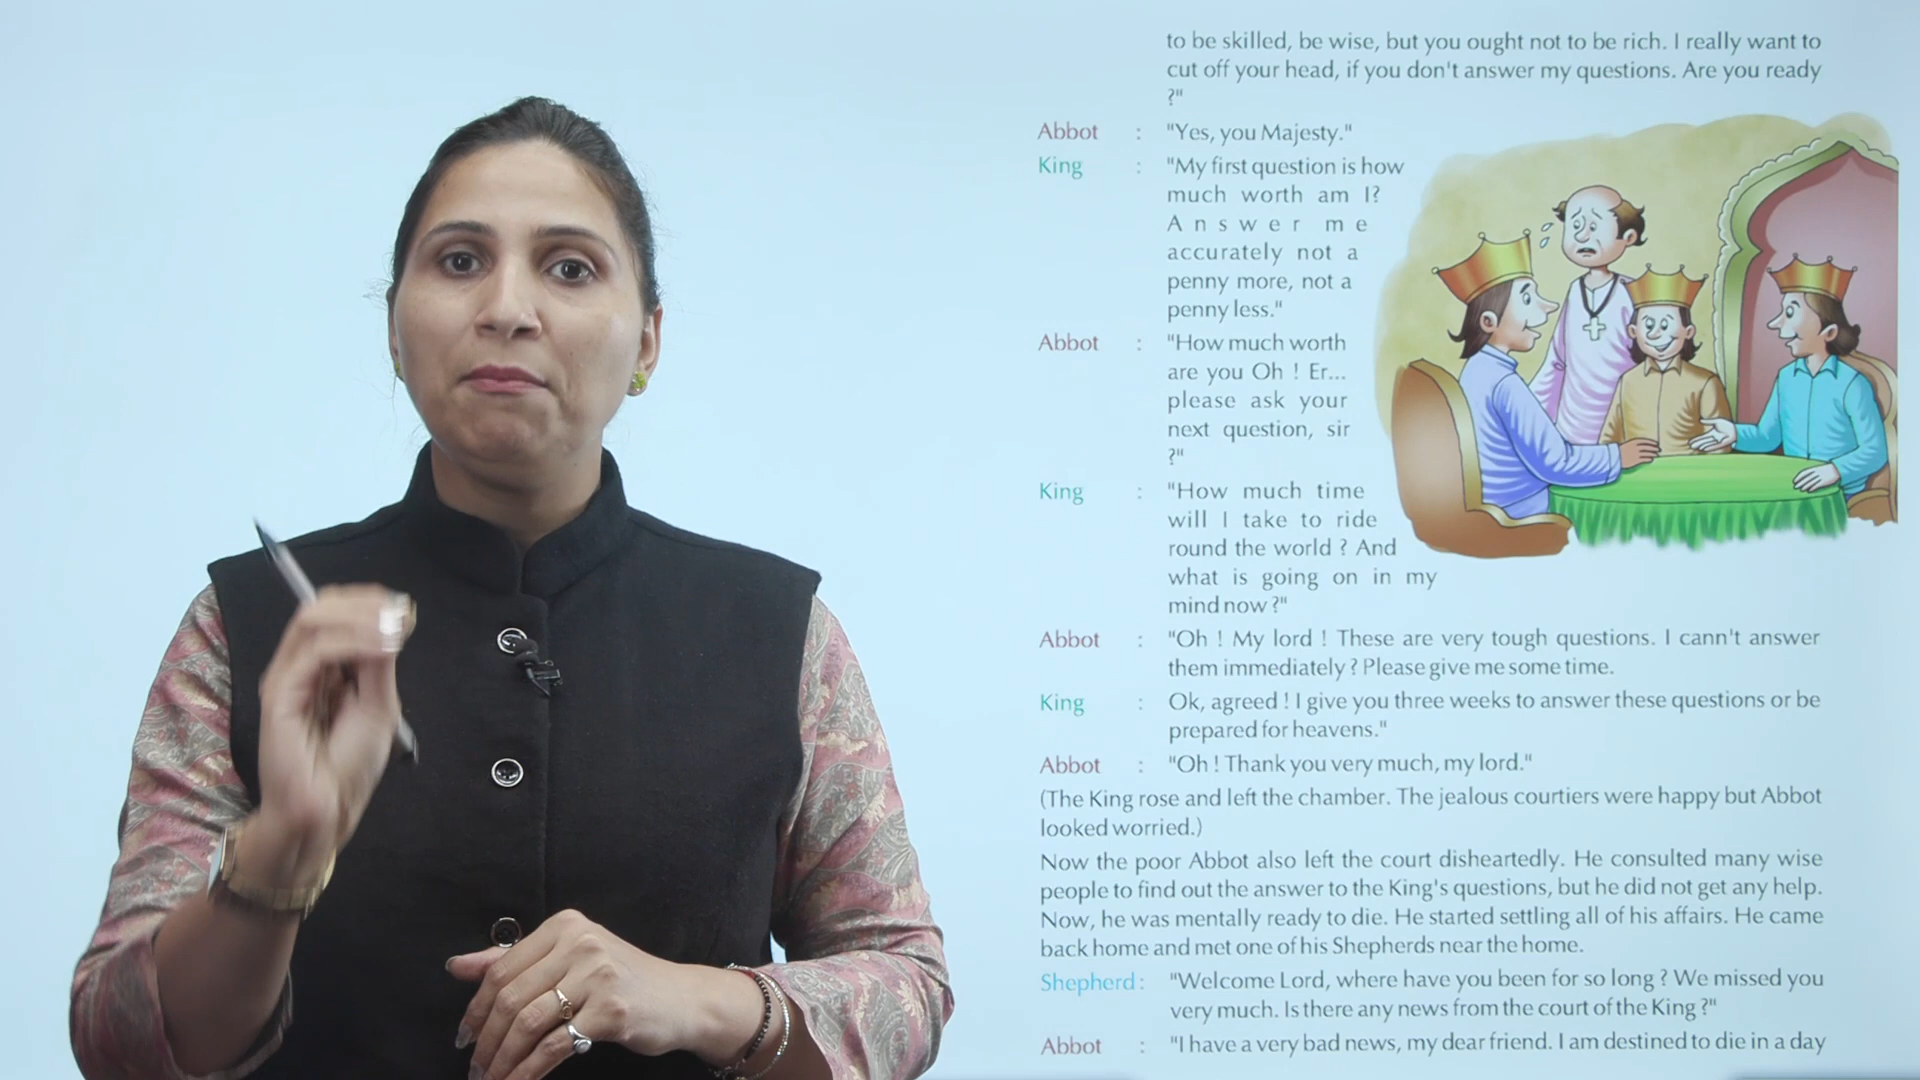 to be skilled, be wise, but you ought not to be rich. I really want to
cut off your head, if you don't answer my questions. Are you ready
?"
Abbot : "Yes, you Majesty."
King : "My first question is how
much worth am I?
Answer me
accurately not a
penny more, not a
penny less."
Abbot : "How much worth
are you Oh ! Er...
please ask your
next question, sir
?"
King : "How much time
will I take to ride
round the world ? And
what is going on in my
mind now ?"
Abbot : "Oh ! My lord ! These are very tough questions. I cann't answer
them immediately ? Please give me some time.
King : Ok, agreed ! I give you three weeks to answer these questions or be
prepared for heavens."
Abbot : "Oh ! Thank you very much, my lord."
(The King rose and left the chamber. The jealous courtiers were happy but Abbot
looked worried.)
Now the poor Abbot also left the court disheartedly. He consulted many wise
people to find out the answer to the King's questions, but he did not get any help.
Now, he was mentally ready to die. He started settling all of his affairs. He came
back home and met one of his Shepherds near the home.
Shepherd : "Welcome Lord, where have you been for so long ? We missed you
very much. Is there any news from the court of the King ?"
Abbot : "I have a very bad news, my dear friend. I am destined to die in a day